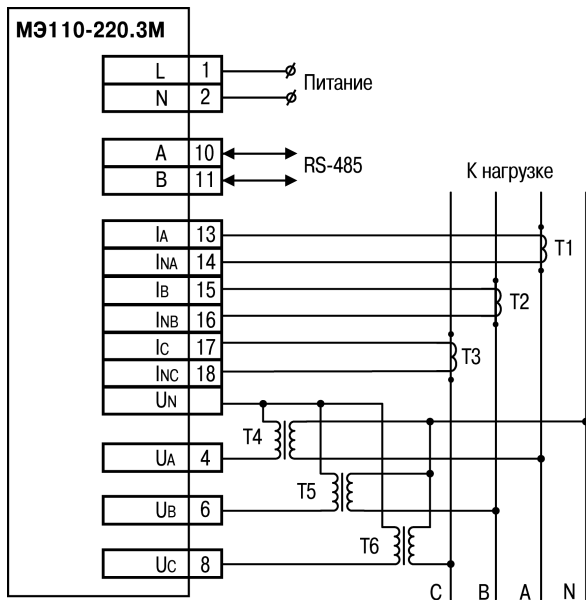 МЭ110-220.3М
L 1
N 2
Питание
A 10
B 11
RS-485
К нагрузке
IA 13
INA 14
IB 15
INB 16
IC 17
INC 18
UN
T1
T2
T3
T4
UA 4
T5
UB 6
T6
UC 8
C B A N